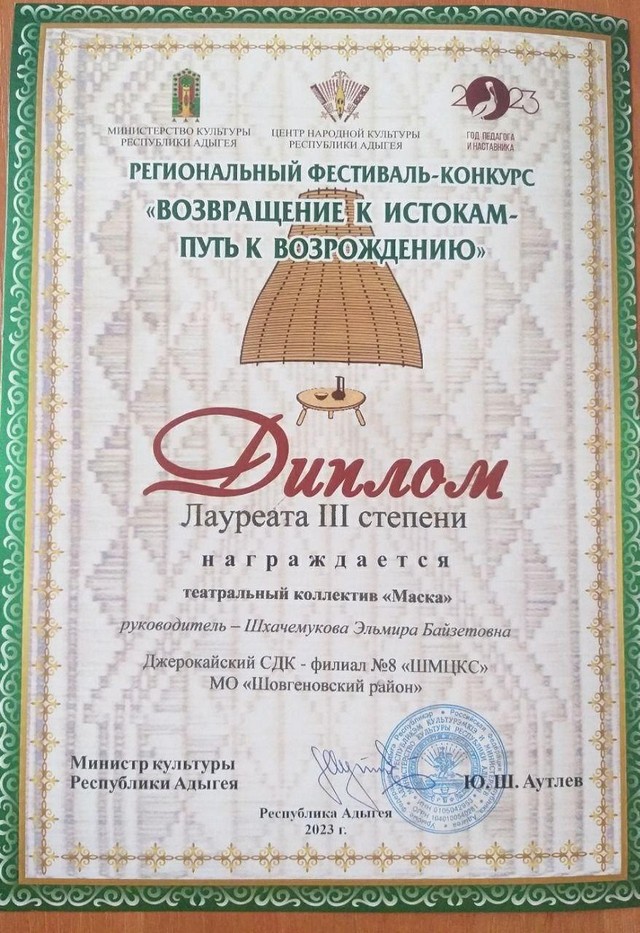 2023
МИНИСТЕРСТВО КУЛЬТУРЫ
РЕСПУБЛИКИ АДЫГЕЯ
ЦЕНТР НАРОДНОЙ КУЛЬТУРЫ
РЕСПУБЛИКИ АДЫГЕЯ
ГОД ПЕДАГОГА
И НАСТАВНИКА
РЕГИОНАЛЬНЫЙ ФЕСТИВАЛЬ-КОНКУРС
«ВОЗВРАЩЕНИЕ К ИСТОКАМ-
ПУТЬ К ВОЗРОЖДЕНИЮ»
Диплом
Лауреата III степени
награждается
театральный коллектив «Маска»
руководитель – Шхачемукова Эльмира Байзетовна
Джерокайский СДК - филиал №8 «ШМЦКС»
МО «Шовгеновский район»
Министр культуры
Республики Адыгея
Ю. Ш. Аутлев
Республика Адыгея
2023 г.